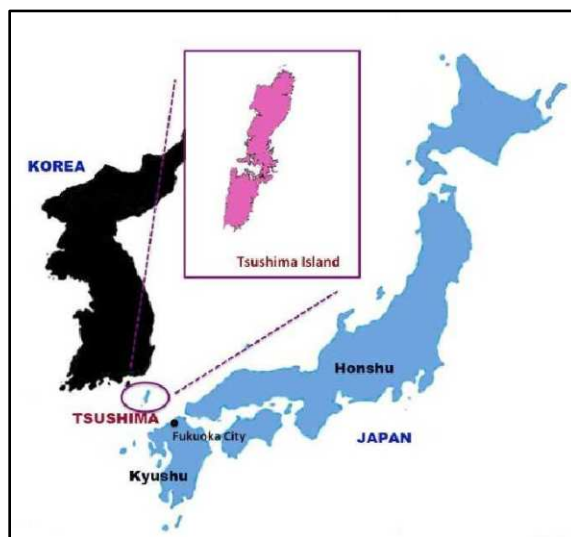 KOREA
Tsushima Island
Honshu
TSUSHIMA
Fukuoka City
JAPAN
Kyushu